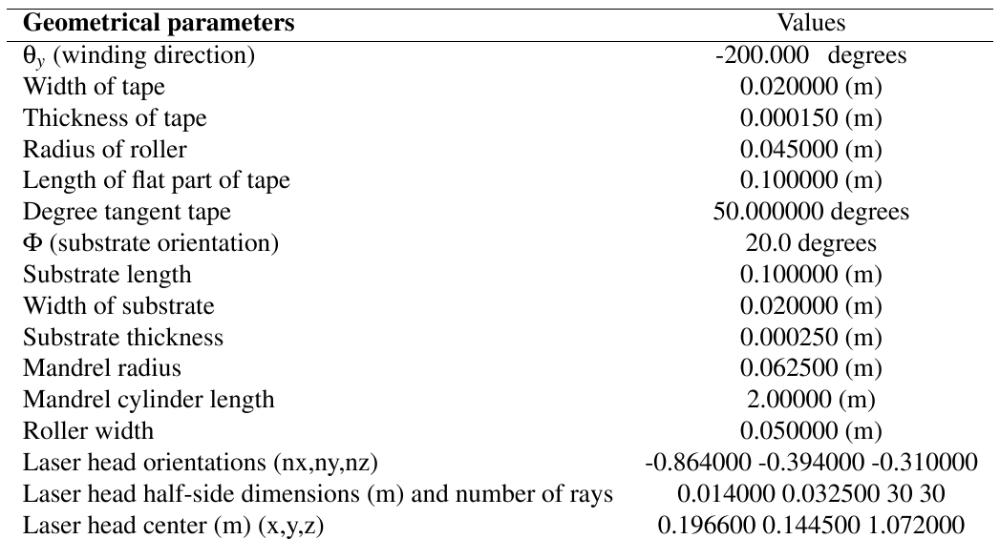 Geometrical parameters Values
θy (winding direction) -200.000 degrees
Width of tape 0.020000 (m)
Thickness of tape 0.000150 (m)
Radius of roller 0.045000 (m)
Length of flat part of tape 0.100000 (m)
Degree tangent tape 50.000000 degrees
Φ (substrate orientation) 20.0 degrees
Substrate length 0.100000 (m)
Width of substrate 0.020000 (m)
Substrate thickness 0.000250 (m)
Mandrel radius 0.062500 (m)
Mandrel cylinder length 2.00000 (m)
Roller width 0.050000 (m)
Laser head orientations (nx,ny,nz) -0.864000 -0.394000 -0.310000
Laser head half-side dimensions (m) and number of rays 0.014000 0.032500 30 30
Laser head center (m) (x,y,z) 0.196600 0.144500 1.072000